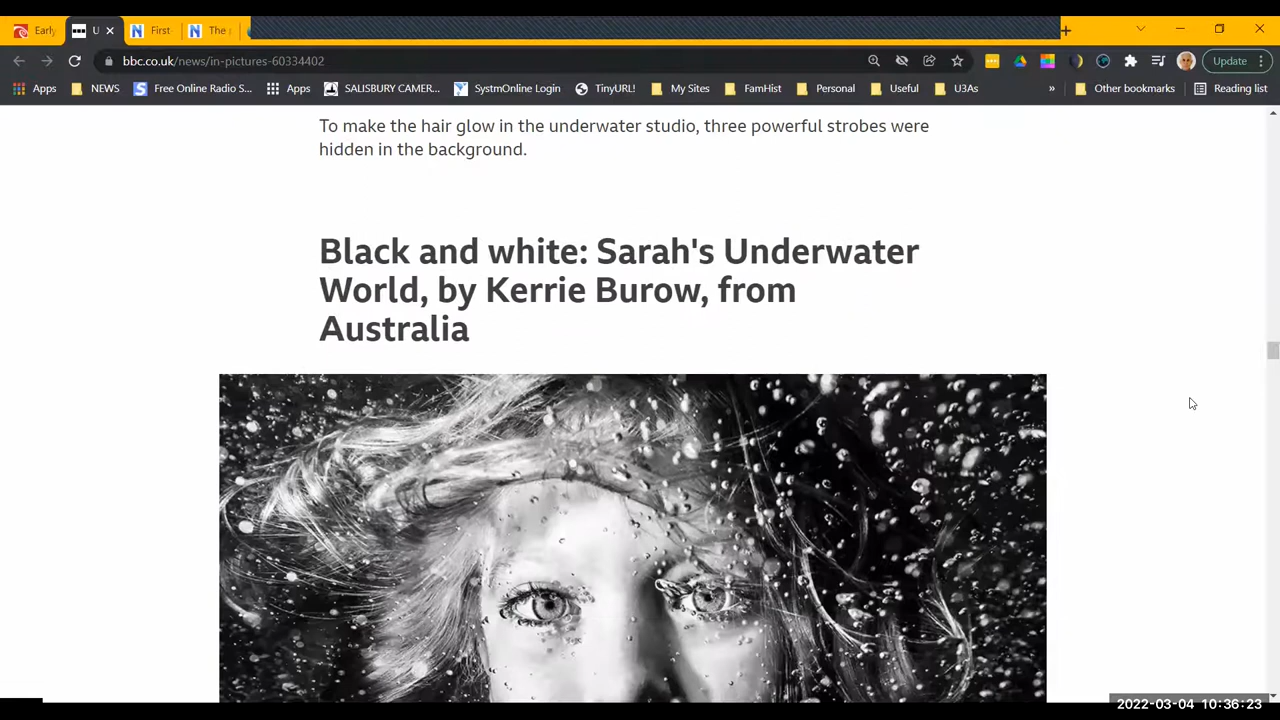 Early
U
First
The
bbc.co.uk/news/in-pictures-60334402
Update
Apps
NEWS
Free Online Radio S...
Apps
SALISBURY CAMER...
SystmOnline Login
TinyURL!
My Sites
FamHist
Personal
Useful
U3As
»
Other bookmarks
Reading list
To make the hair glow in the underwater studio, three powerful strobes were
hidden in the background.
Black and white: Sarah's Underwater
World, by Kerrie Burow, from
Australia
2022-03-04 10:36:23